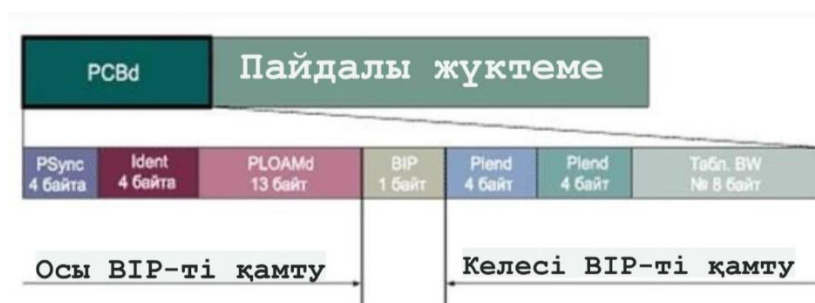 PCBd
Пайдалы жүктеме
PSync
4 байта
Ident
4 байта
PLOAMd
13 байт
BIP
1 байт
Plend
4 байт
Plend
4 байт
Табл. BW
№ 8 байт
Осы BIP-ті қамту
Келесі BIP-ті қамту